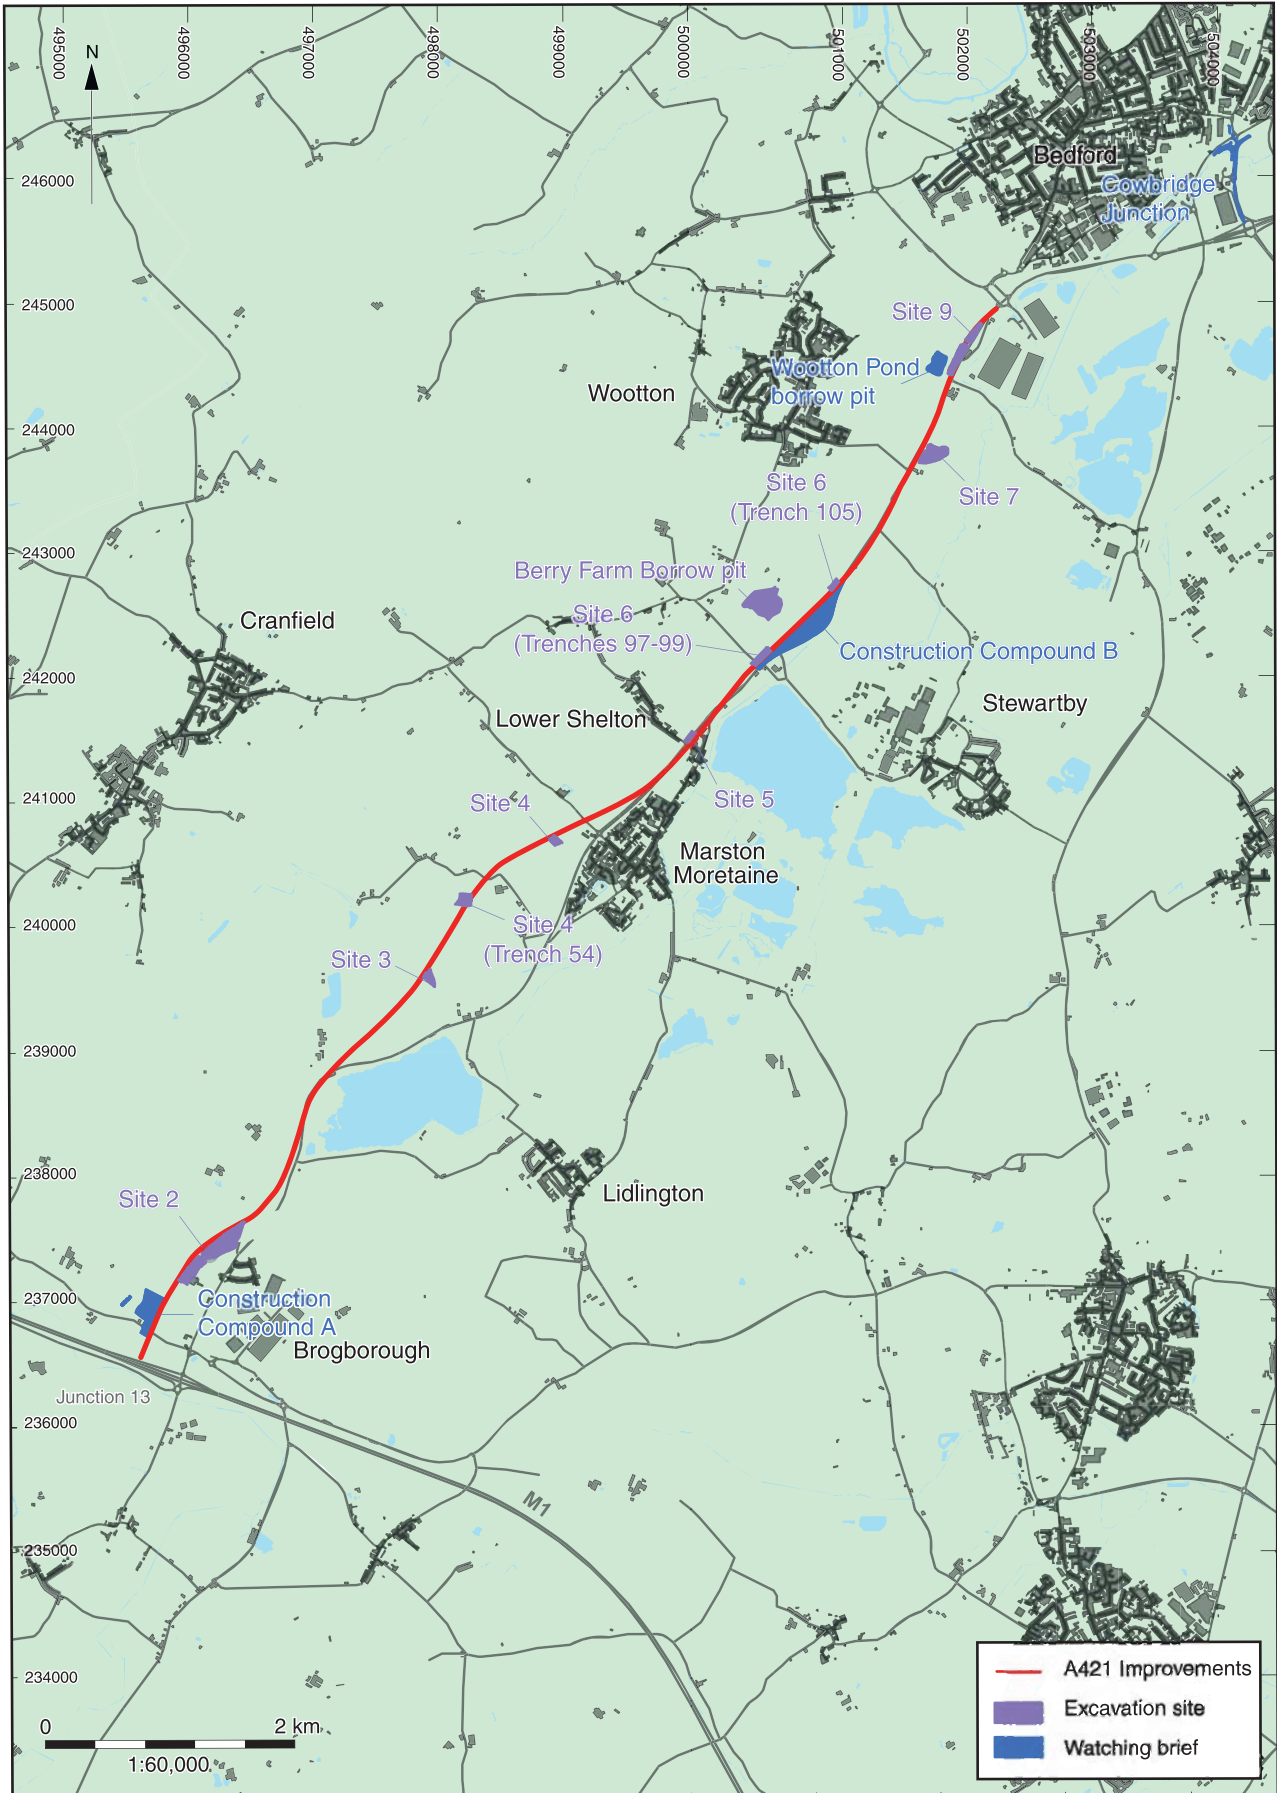 495000
496000
497000
498000
499000
500000
501000
502000
503000
504000
N
246000
245000
244000
243000
242000
241000
240000
239000
238000
237000
236000
235000
234000
Bedford
Cowbridge
Junction
Site 9
Wootton Pond
borrow pit
Wootton
Site 7
Site 6
(Trench 105)
Berry Farm Borrow pit
Site 6
(Trenches 97-99)
Cranfield
Construction Compound B
Stewartby
Lower Shelton
Site 5
Site 4
Marston
Moretaine
Site 4
(Trench 54)
Site 3
Lidlington
Site 2
Construction
Compound A
Brogborough
Junction 13
M1
0 2 km
1:60,000
A421 Improvements
Excavation site
Watching brief